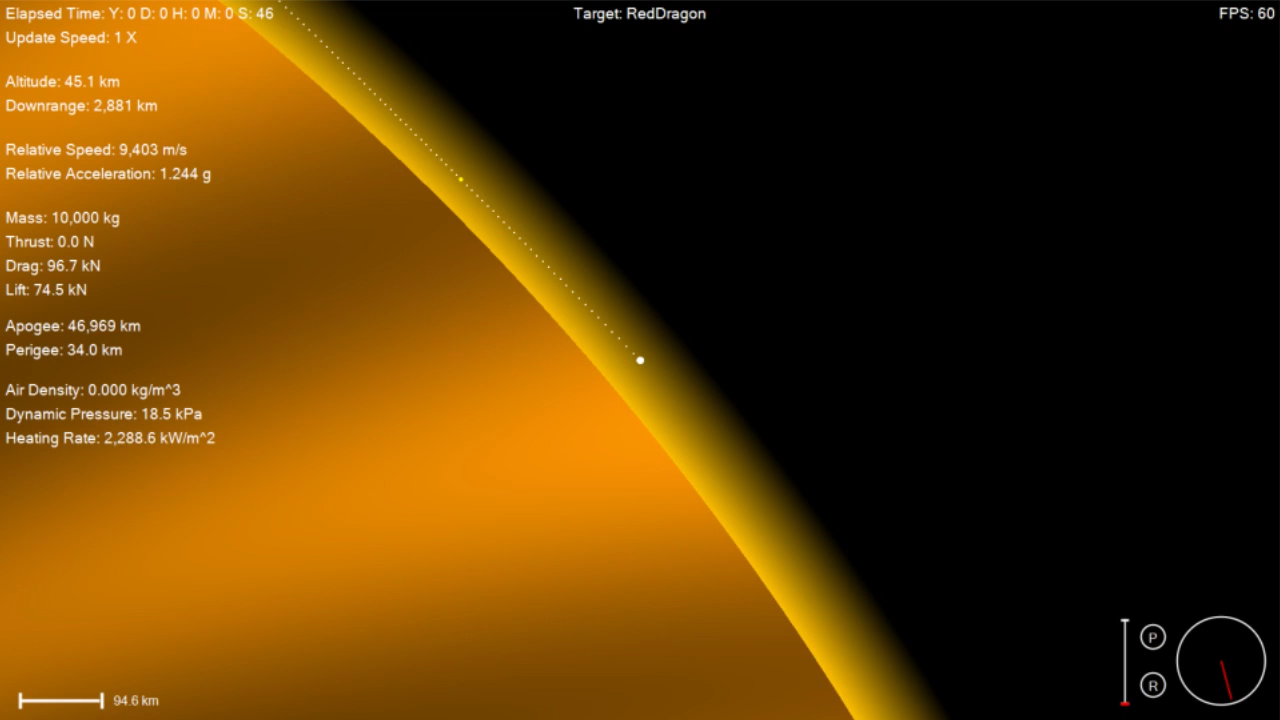 Elapsed Time: Y: 0 D: 0 H: 0 M: 0 S: 46
Target: RedDragon
FPS: 60
Update Speed: 1 X
Altitude: 45.1 km
Downrange: 2,881 km
Relative Speed: 9,403 m/s
Relative Acceleration: 1.244 g
Mass: 10,000 kg
Thrust: 0.0 N
Drag: 96.7 kN
Lift: 74.5 kN
Apogee: 46,969 km
Perigee: 34.0 km
Air Density: 0.000 kg/m^3
Dynamic Pressure: 18.5 kPa
Heating Rate: 2,288.6 kW/m^2
P
R
94.6 km